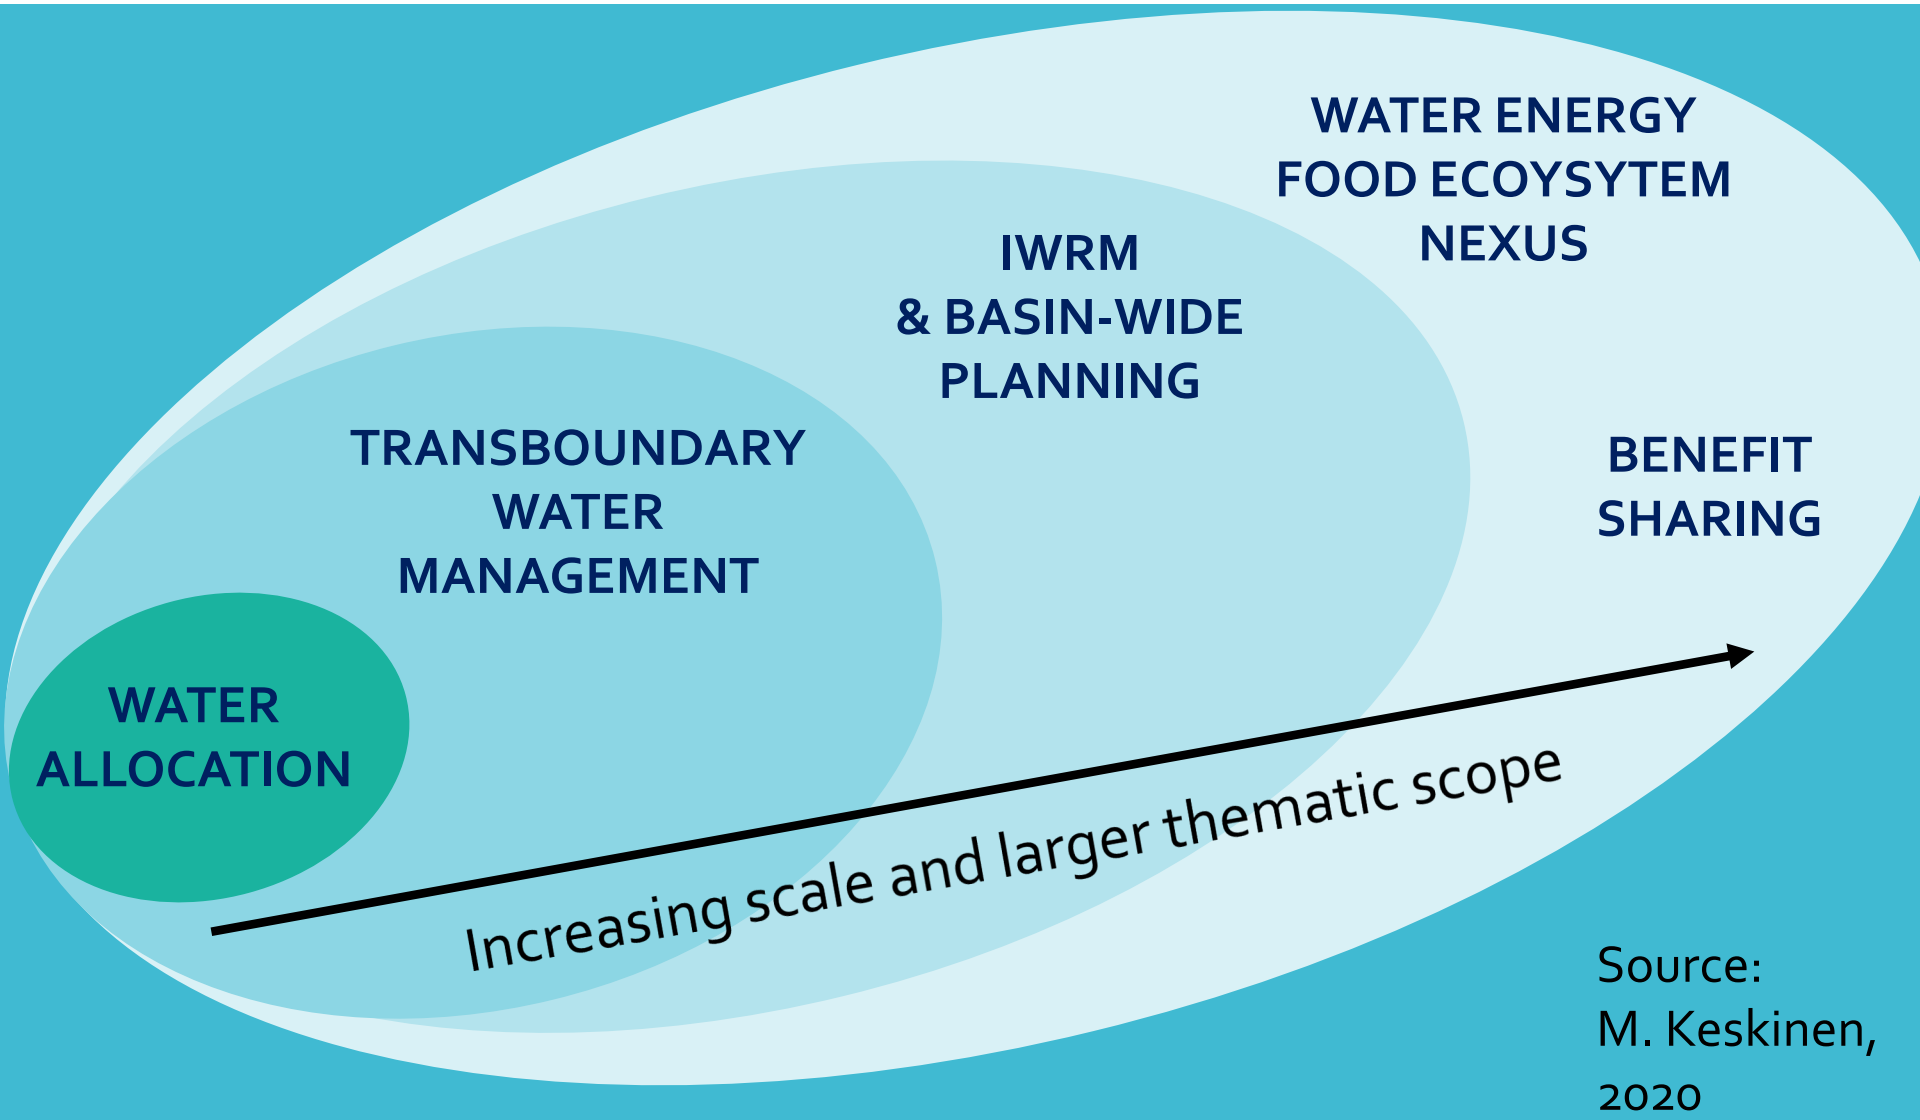 WATER ENERGY
FOOD ECOYSYTEM
NEXUS
IWRM
& BASIN-WIDE
PLANNING
BENEFIT
SHARING
TRANSBOUNDARY
WATER
MANAGEMENT
WATER
ALLOCATION
Increasing scale and larger thematic scope
Source:
M. Keskinen,
2020